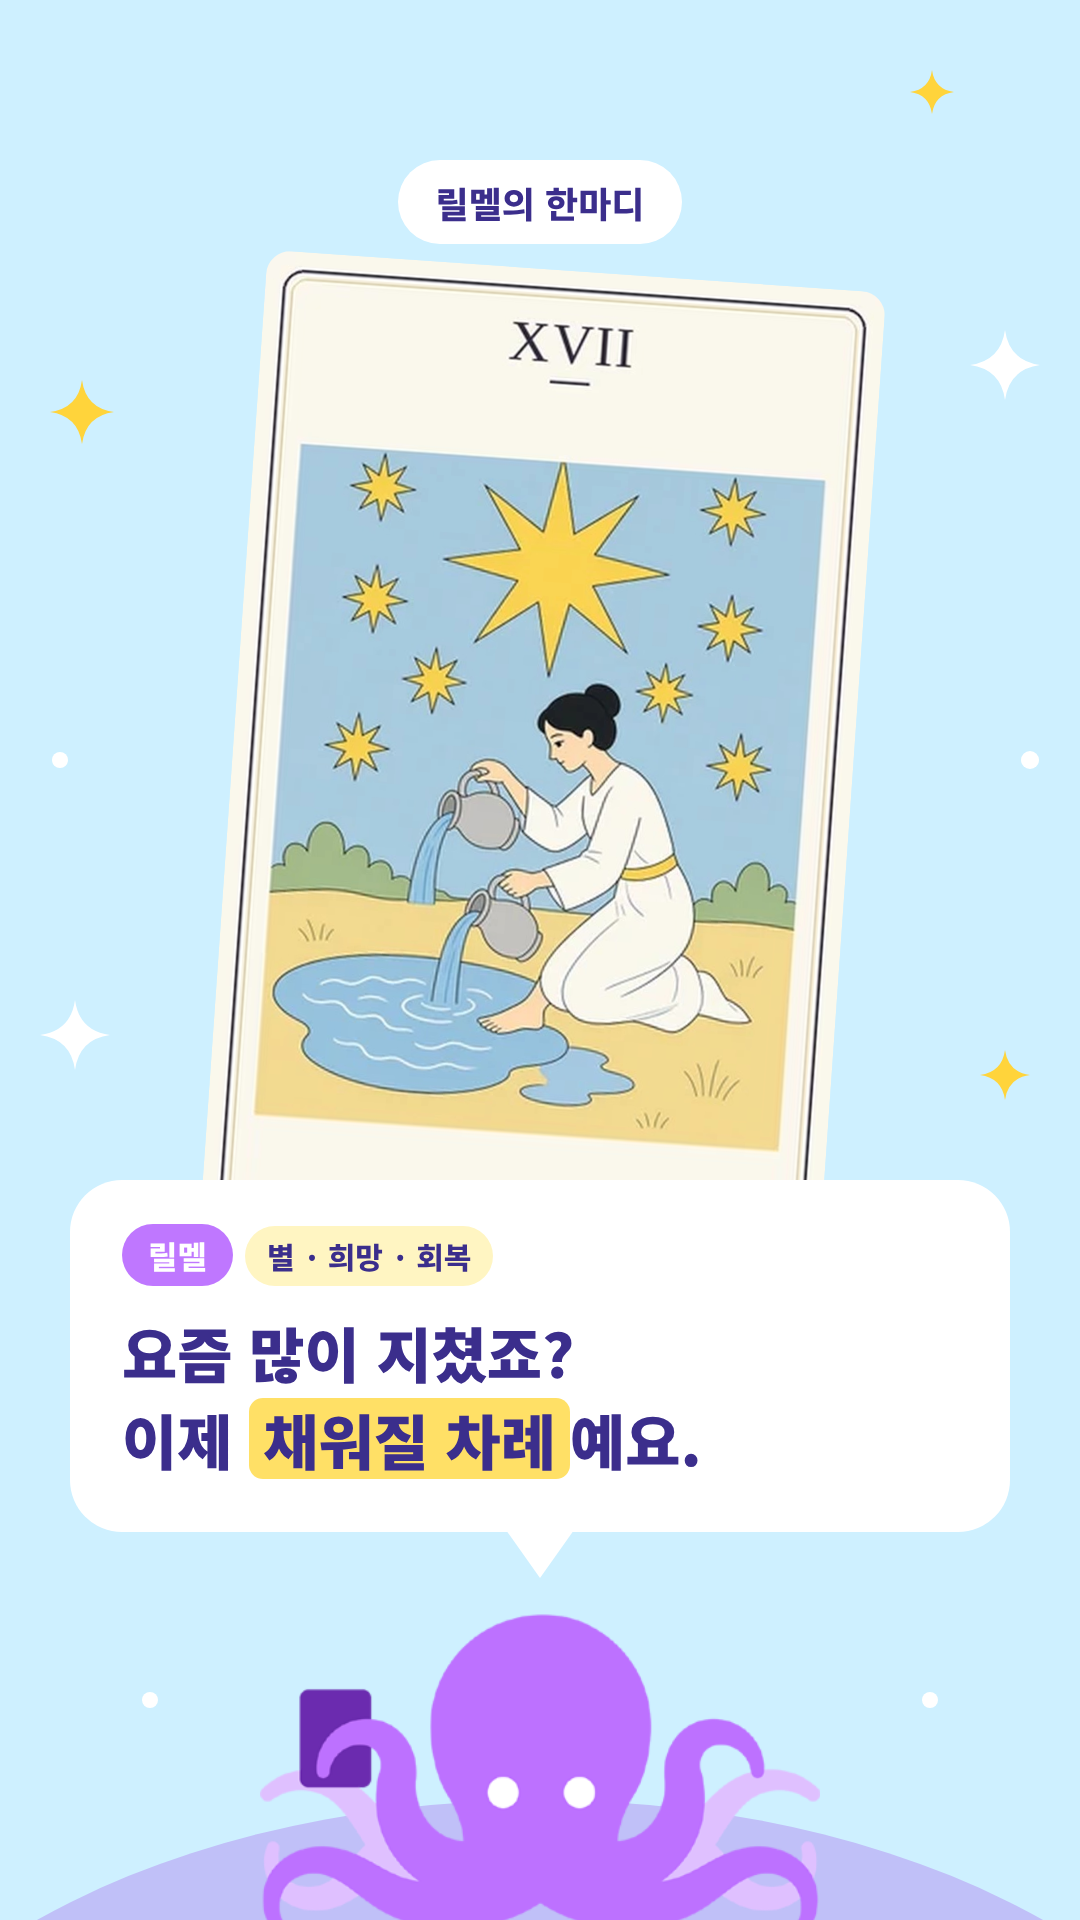 릴멜의 한마디
XVII
릴멜
별 · 희망 · 회복
요즘 많이 지쳤죠?
이제 채워질 차례예요.